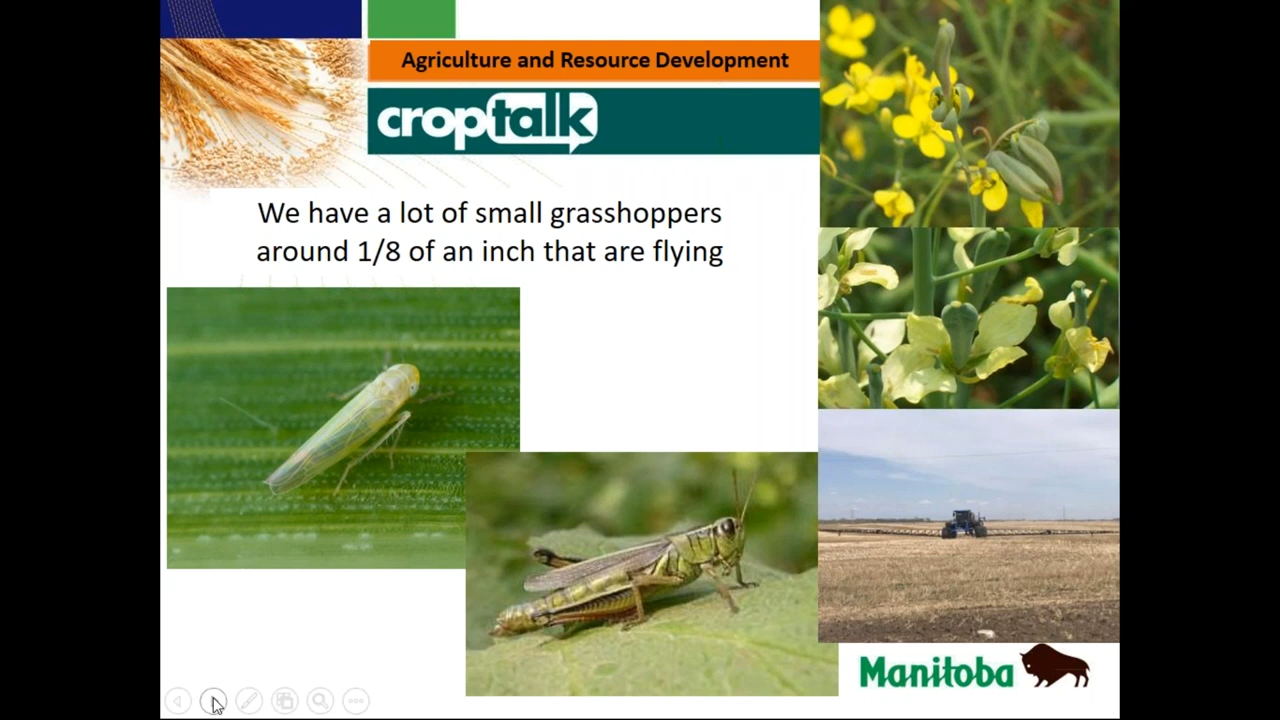 Agriculture and Resource Development
croptalk
We have a lot of small grasshoppers
around 1/8 of an inch that are flying
Manitoba